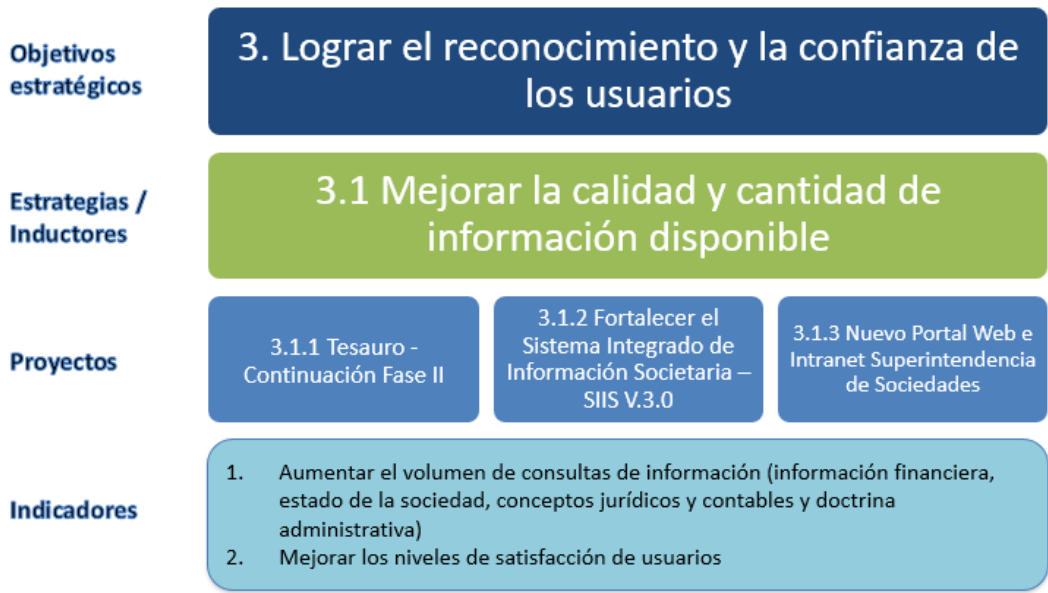 Objetivos
estratégicos
3. Lograr el reconocimiento y la confianza de
los usuarios
Estrategias /
Inductores
3.1 Mejorar la calidad y cantidad de
información disponible
Proyectos
3.1.1 Tesauro -
Continuación Fase II
3.1.2 Fortalecer el
Sistema Integrado de
Información Societaria –
SIIS V.3.0
3.1.3 Nuevo Portal Web e
Intranet Superintendencia
de Sociedades
Indicadores
1. Aumentar el volumen de consultas de información (información financiera,
estado de la sociedad, conceptos jurídicos y contables y doctrina
administrativa)
2. Mejorar los niveles de satisfacción de usuarios